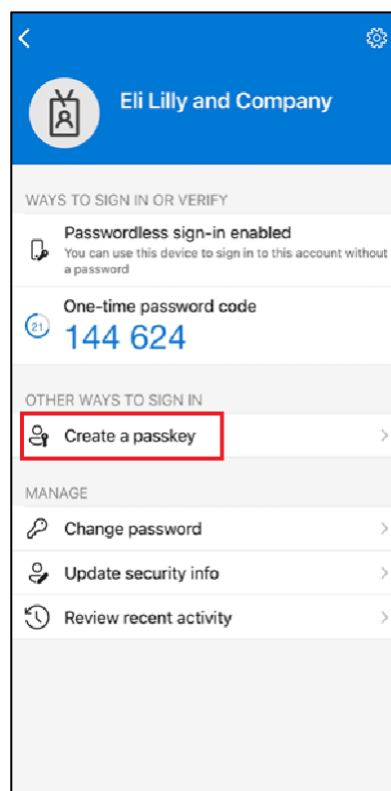 Eli Lilly and Company
WAYS TO SIGN IN OR VERIFY
Passwordless sign-in enabled
You can use this device to sign in to this account without
a password
One-time password code
21
144 624
OTHER WAYS TO SIGN IN
Create a passkey
MANAGE
Change password
Update security info
Review recent activity